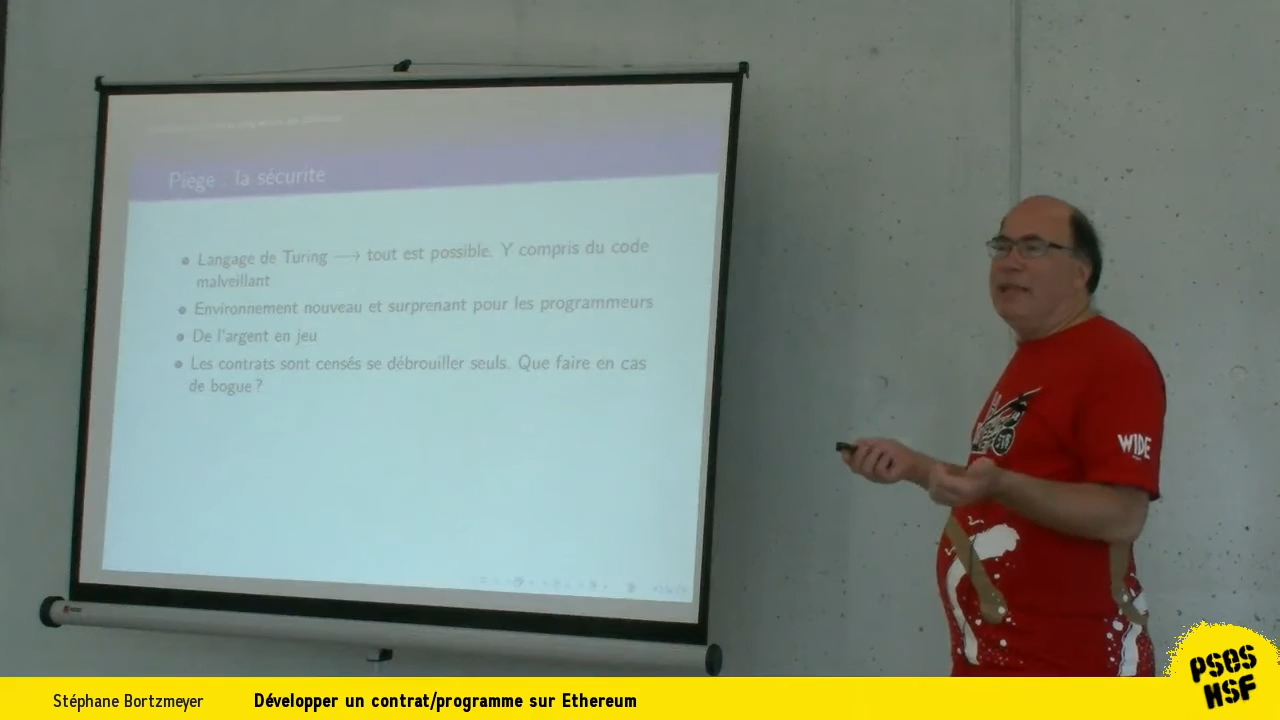 Piège : la sécurité
Langage de Turing → tout est possible. Y compris du code
malveillant
Environnement nouveau et surprenant pour les programmeurs
De l'argent en jeu
Les contrats sont censés se débrouiller seuls. Que faire en cas
de bogue ?
WIDE
Stéphane Bortzmeyer
Développer un contrat/programme sur Ethereum
PSES
HSF